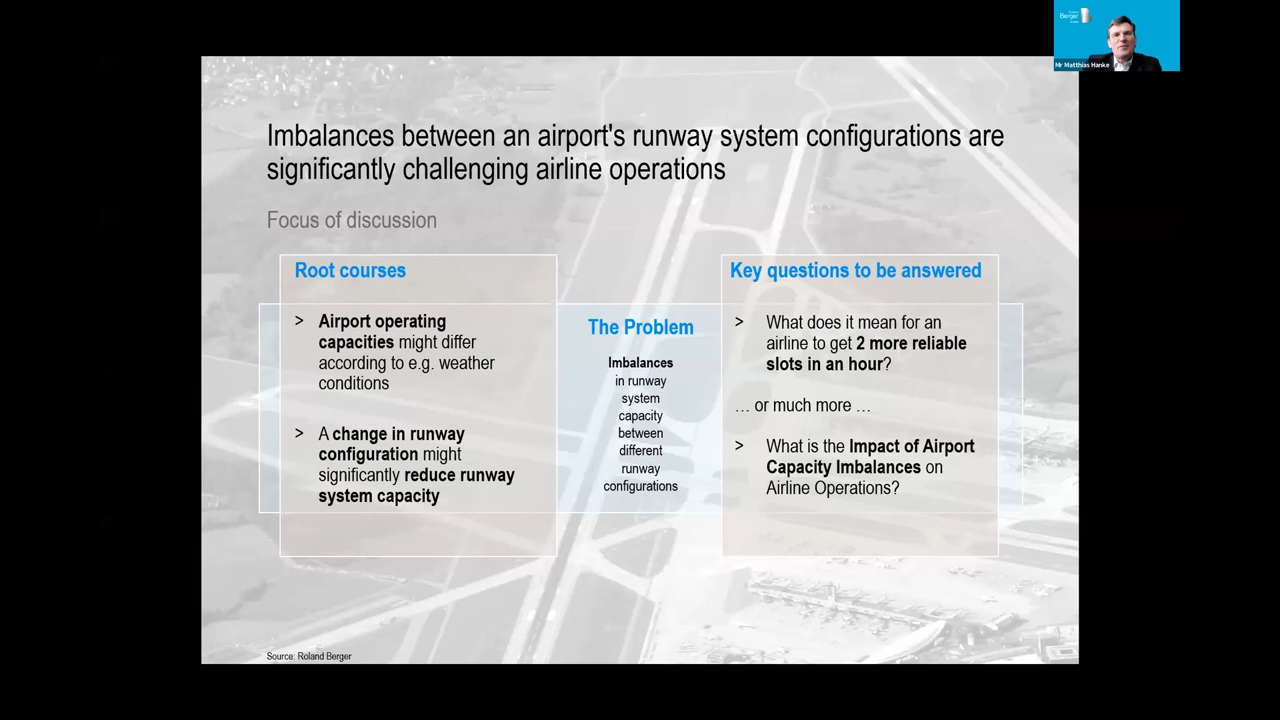 Berger
Mr Matthias Hanke
Imbalances between an airport's runway system configurations are
significantly challenging airline operations
Focus of discussion
Root courses
> Airport operating
capacities might differ
according to e.g. weather
conditions
> A change in runway
configuration might
significantly reduce runway
system capacity
The Problem
Imbalances
in runway
system
capacity
between
different
runway
configurations
Key questions to be answered
> What does it mean for an
airline to get 2 more reliable
slots in an hour?
… or much more …
> What is the Impact of Airport
Capacity Imbalances on
Airline Operations?
Source: Roland Berger